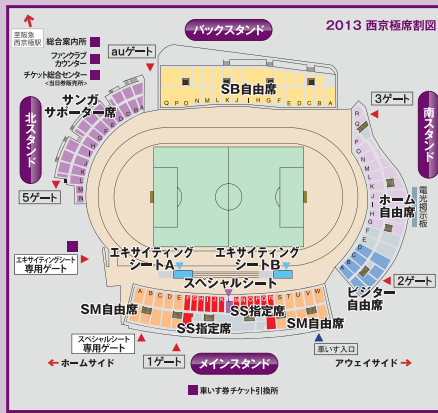 2013 西京極席割図
至阪急
西京極駅
総合案内所
ファンクラブ
カウンター
チケット総合センター
<当日券販売所>
バックスタンド
auゲート
SB自由席
Q P O N M L K J I H G F E D C B A
サンガ
サポーター席
北スタンド
3ゲート
南スタンド
5ゲート
ホーム
自由席
電光掲示板
エキサイティング
シートA
エキサイティング
シートB
スペシャルシート
エキサイティングシート
専用ゲート
2ゲート
ビジター
自由席
SM自由席
SS指定席
SS指定席
SM自由席
スペシャルシート
専用ゲート
1ゲート
メインスタンド
車いす入口
←ホームサイド
アウェイサイド→
車いす券チケット引換所